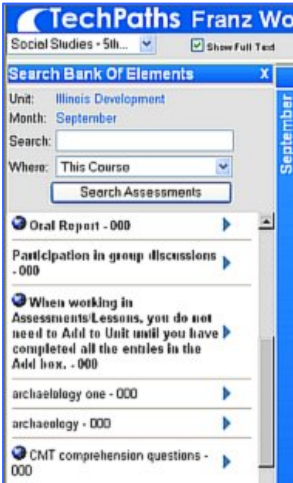 TechPaths Franz Wo
Social Studies - 5th...
Show Full Text
Search Bank Of Elements X
Unit: Illinois Development
Month: September
Search:
Where: This Course
Search Assessments
Oral Report - 000
Participation in group discussions
- 000
When working in
Assessments/Lessons, you do not
need to Add to Unit until you have
completed all the entries in the
Add box. - 000
archaelology one - 000
archaeology - 000
CMT comprehension questions -
000
September